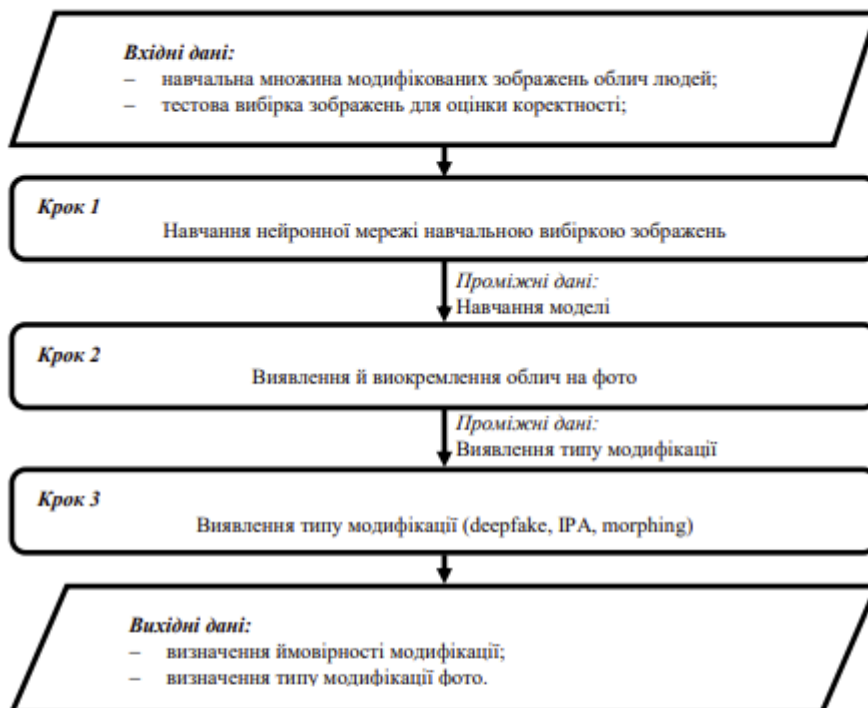 Вхідні дані:
– навчальна множина модифікованих зображень облич людей;
– тестова вибірка зображень для оцінки коректності;
Крок 1
Навчання нейронної мережі навчальною вибіркою зображень
Проміжні дані:
Навчання моделі
Крок 2
Виявлення й виокремлення облич на фото
Проміжні дані:
Виявлення типу модифікації
Крок 3
Виявлення типу модифікації (deepfake, IPA, morphing)
Вихідні дані:
– визначення ймовірності модифікації;
– визначення типу модифікації фото.